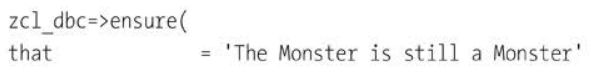 zcl_dbc=>ensure(
that = 'The Monster is still a Monster'